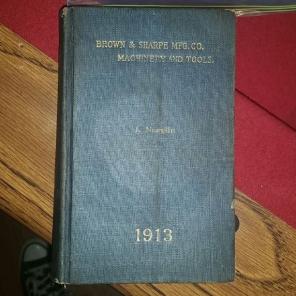 BROWN & SHARPE MFG. CO.
MACHINERY AND TOOLS.
1913